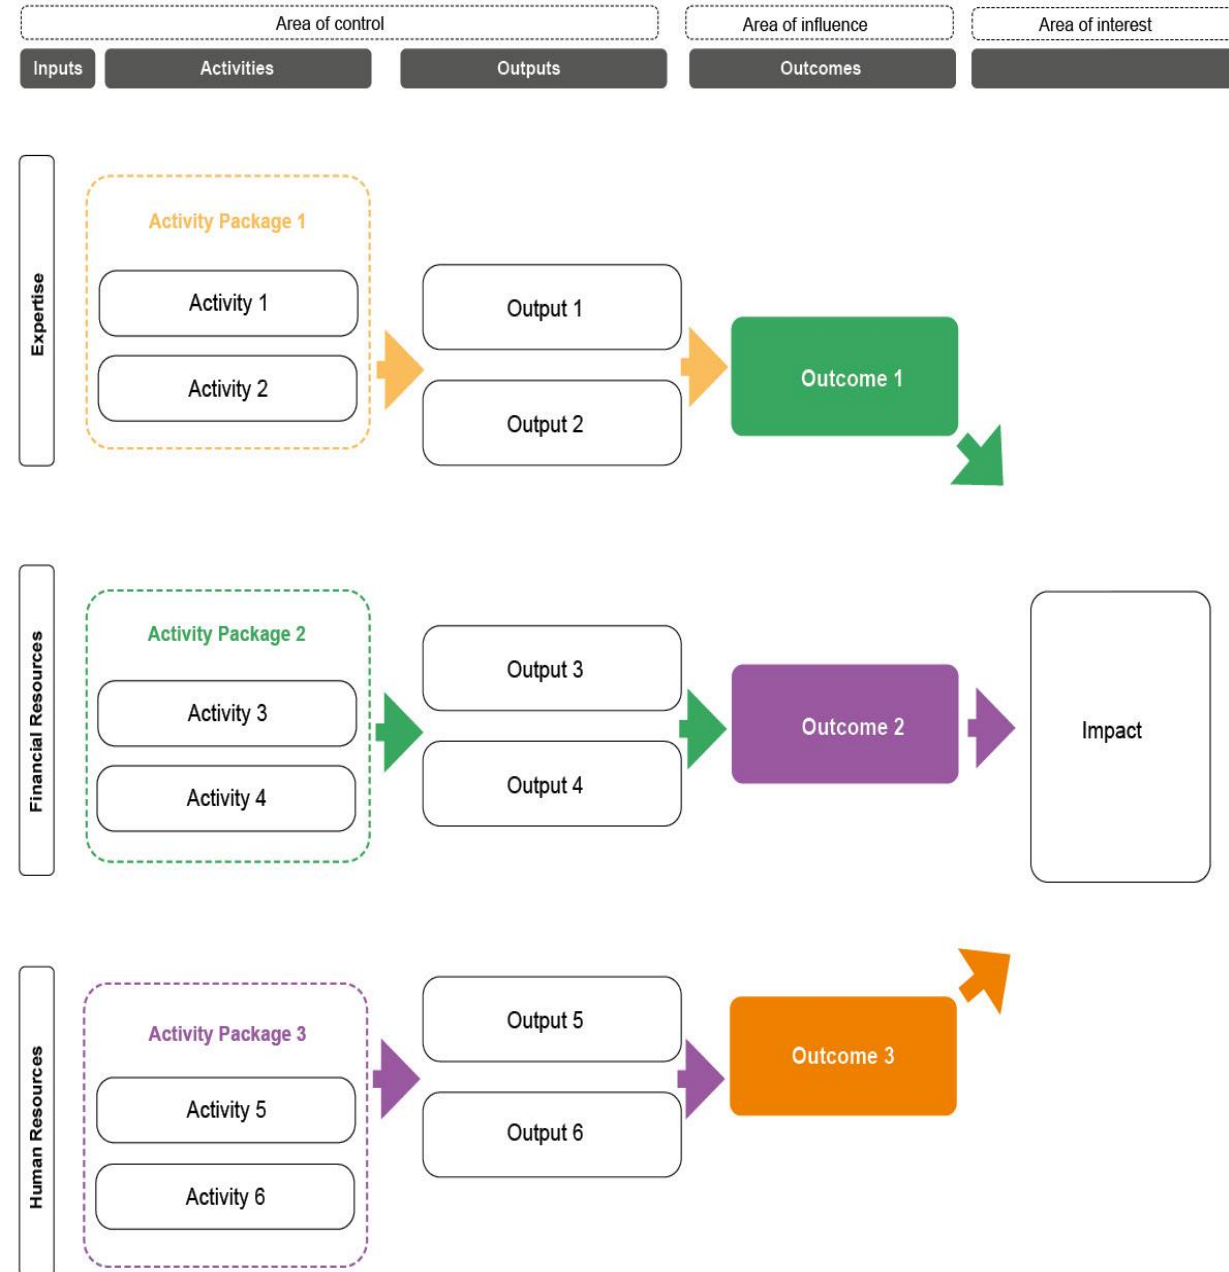 Area of control
Area of influence
Area of interest
Inputs
Activities
Outputs
Outcomes
Expertise
Activity Package 1
Activity 1
Activity 2
Output 1
Output 2
Outcome 1
Financial Resources
Activity Package 2
Activity 3
Activity 4
Output 3
Output 4
Outcome 2
Impact
Human Resources
Activity Package 3
Activity 5
Activity 6
Output 5
Output 6
Outcome 3